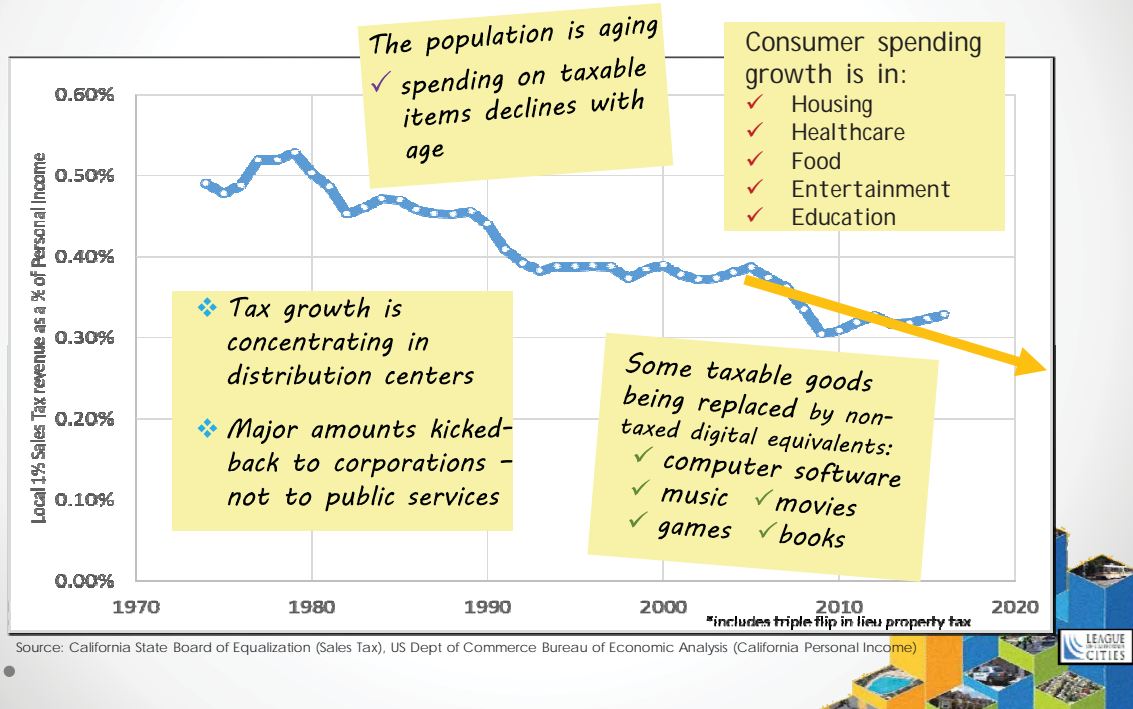 The population is aging
✓ spending on taxable
items declines with
age
Consumer spending
growth is in:
✓ Housing
✓ Healthcare
✓ Food
✓ Entertainment
✓ Education
Local 1% Sales Tax revenue as a % of Personal Income
0.60%
0.50%
0.40%
0.30%
0.20%
0.10%
0.00%
❖ Tax growth is
concentrating in
distribution centers
❖ Major amounts kicked-
back to corporations –
not to public services
Some taxable goods
being replaced by non-
taxed digital equivalents:
✓ computer software
✓ music ✓ movies
✓ games ✓ books
1970 1980 1990 2000 2010 2020
*includes triple flip in lieu property tax
Source: California State Board of Equalization (Sales Tax), US Dept of Commerce Bureau of Economic Analysis (California Personal Income)
LEAGUE
OF CALIFORNIA
CITIES